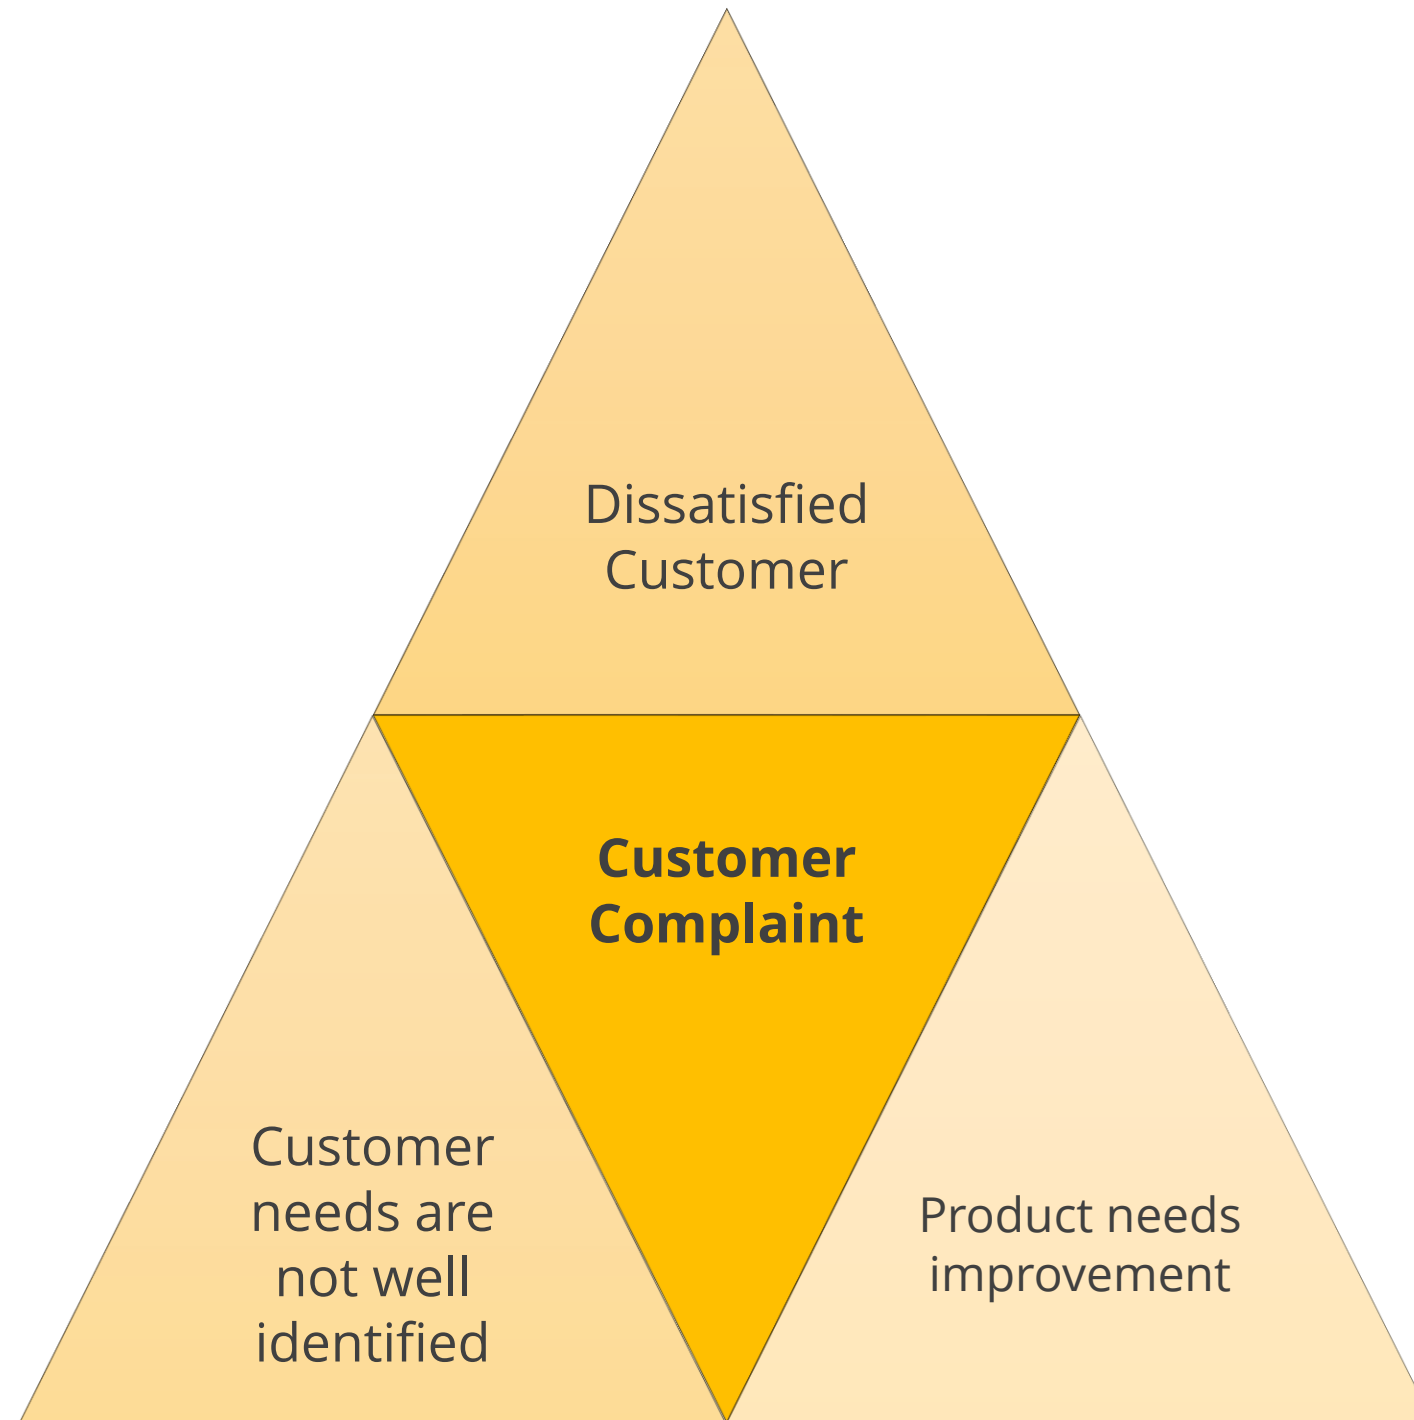 Dissatisfied
Customer
Customer
Complaint
Customer
needs are
not well
identified
Product needs
improvement